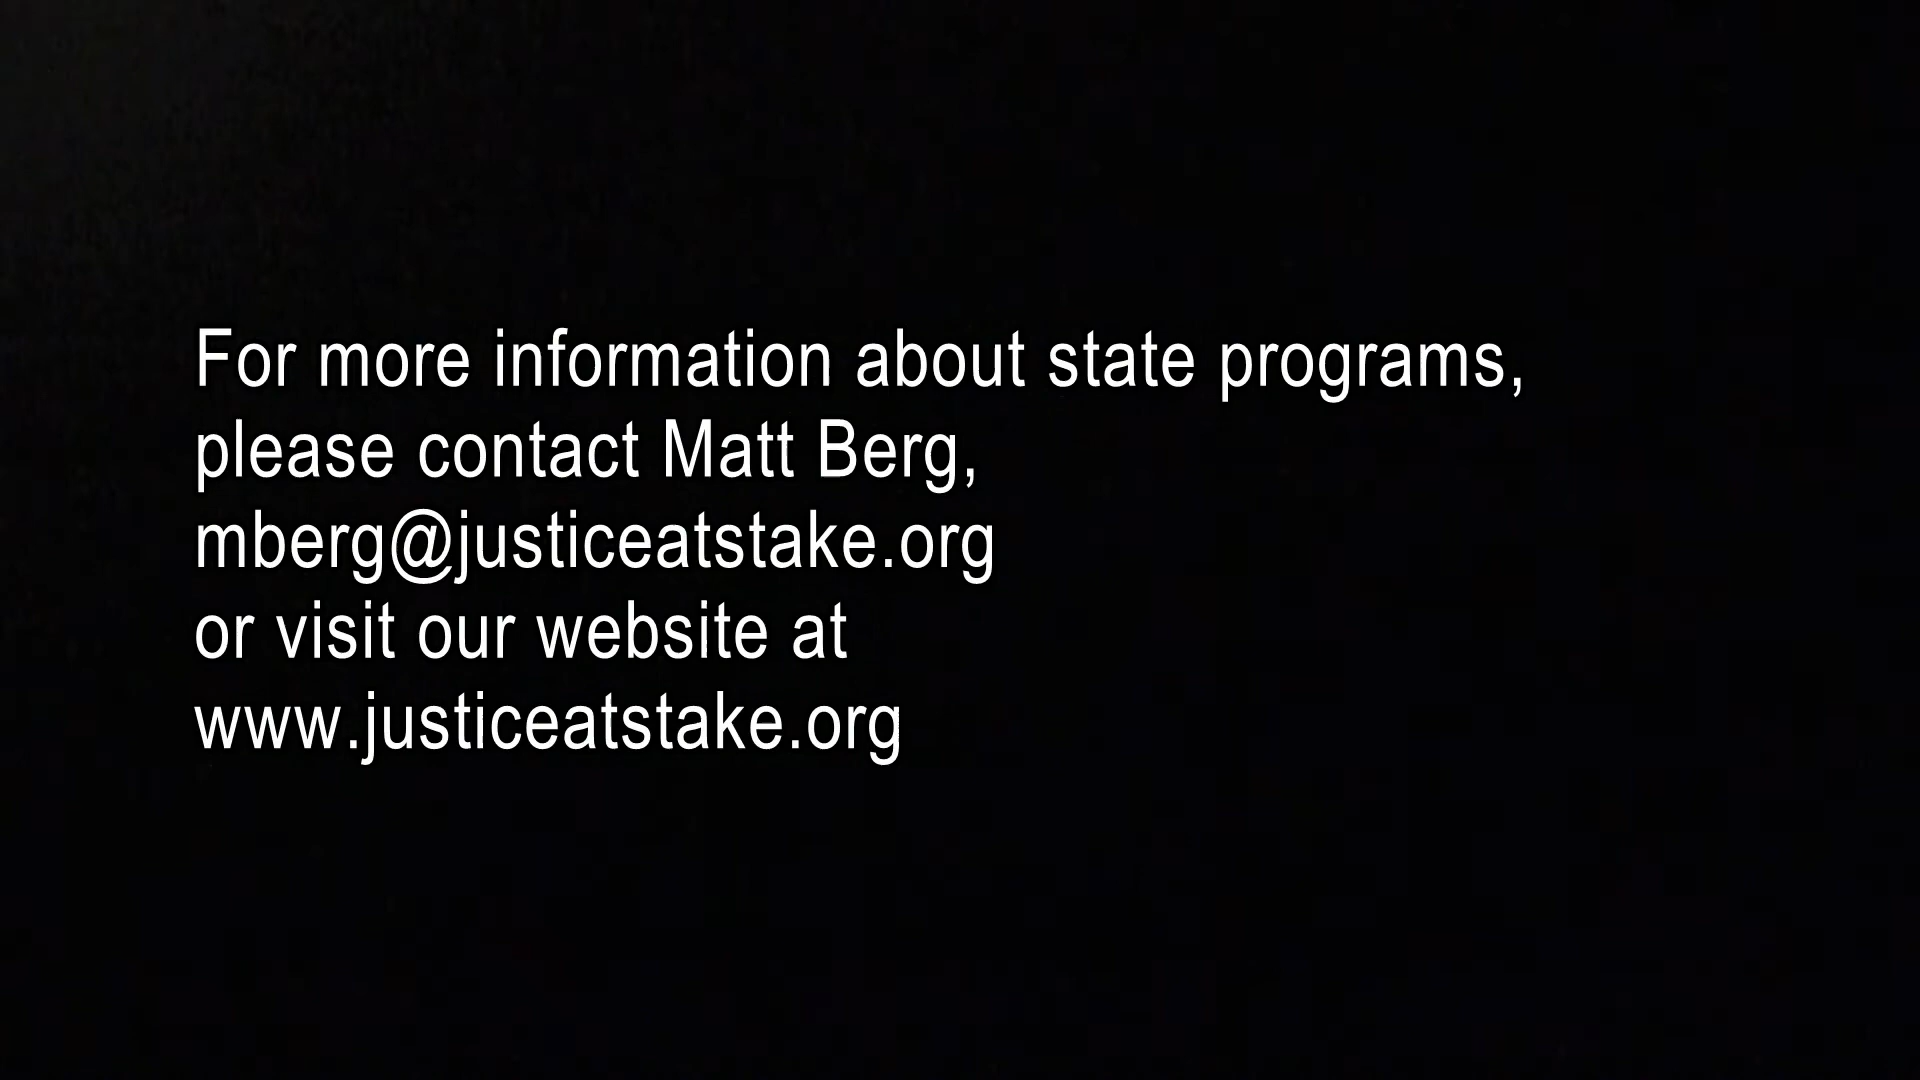 For more information about state programs,
please contact Matt Berg,
mberg@justiceatstake.org
or visit our website at
www.justiceatstake.org